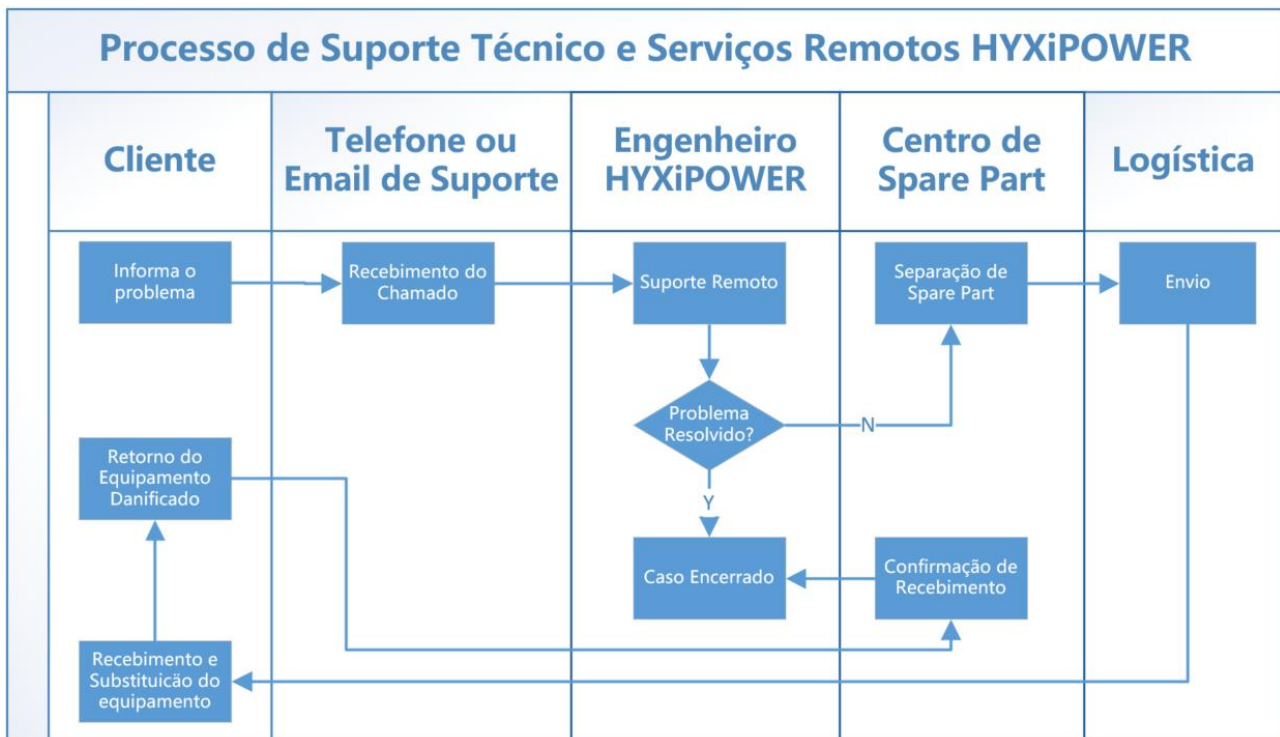 Processo de Suporte Técnico e Serviços Remotos HYXiPOWER
Cliente
Telefone ou
Email de Suporte
Engenheiro
HYXiPOWER
Centro de
Spare Part
Logística
Informa o
problema
Recebimento do
Chamado
Suporte Remoto
Separação de
Spare Part
Envio
Problema
Resolvido?
N
Y
Retorno do
Equipamento
Danificado
Caso Encerrado
Confirmação de
Recebimento
Recebimento e
Substituicão do
equipamento